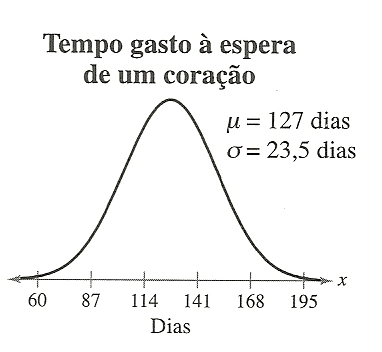 Tempo gasto à espera
de um coração
μ = 127 dias
σ = 23,5 dias
x
60 87 114 141 168 195
Dias